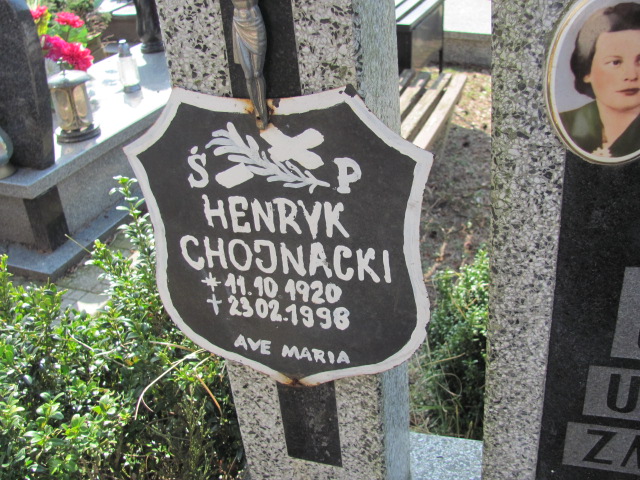 Ś P
HENRYK
CHOJNACKI
* 11.10 1920
† 23.02.1998
AVE MARIA